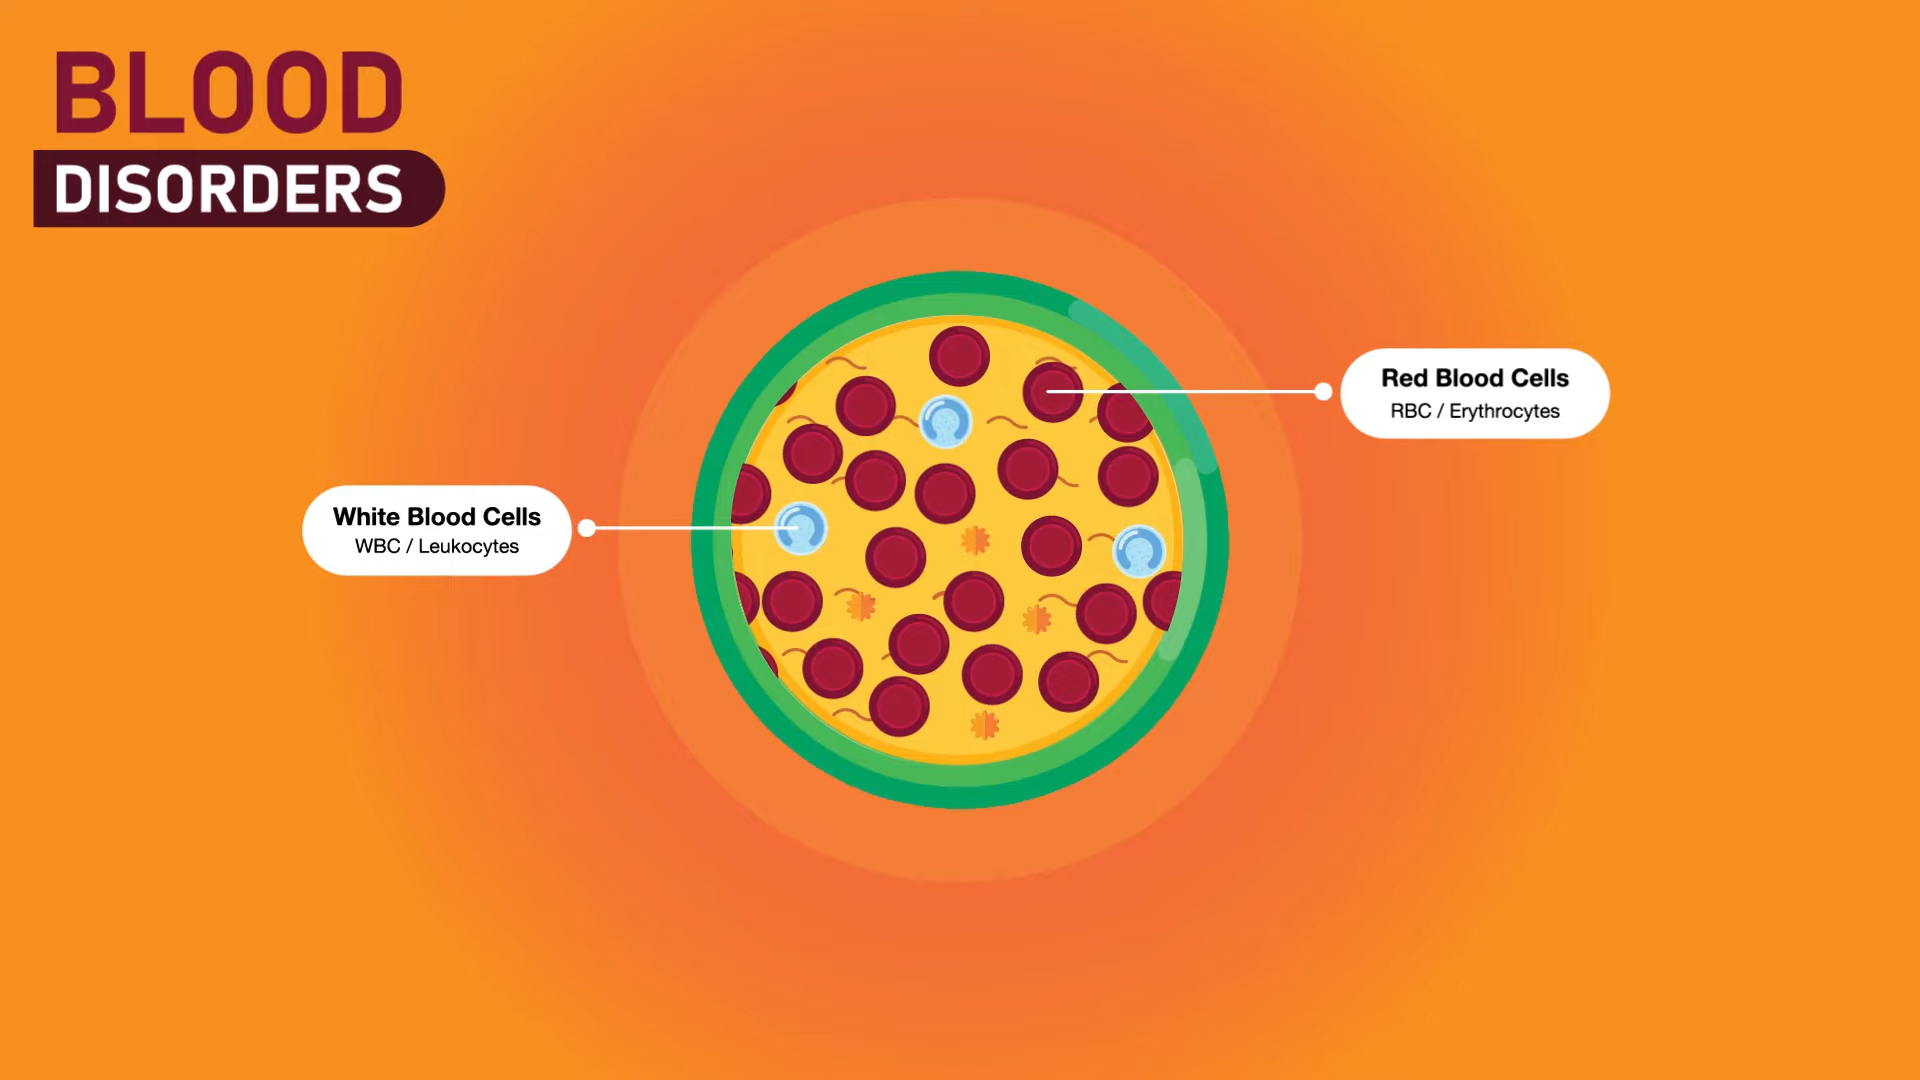 BLOOD
DISORDERS
Red Blood Cells
RBC / Erythrocytes
White Blood Cells
WBC / Leukocytes